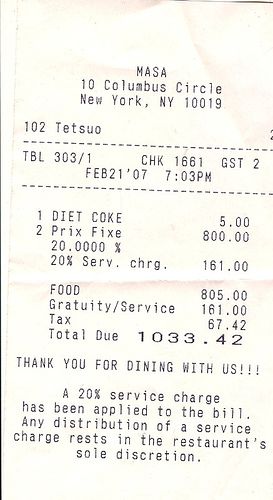 MASA
10 Columbus Circle
New York, NY 10019
102 Tetsuo 2
TBL 303/1 CHK 1661 GST 2
FEB21'07 7:03PM
1 DIET COKE 5.00
2 Prix Fixe 800.00
20.0000 %
20% Serv. chrg. 161.00
FOOD 805.00
Gratuity/Service 161.00
Tax 67.42
Total Due 1033.42
THANK YOU FOR DINING WITH US!!!
A 20% service charge
has been applied to the bill.
Any distribution of a service
charge rests in the restaurant's
sole discretion.